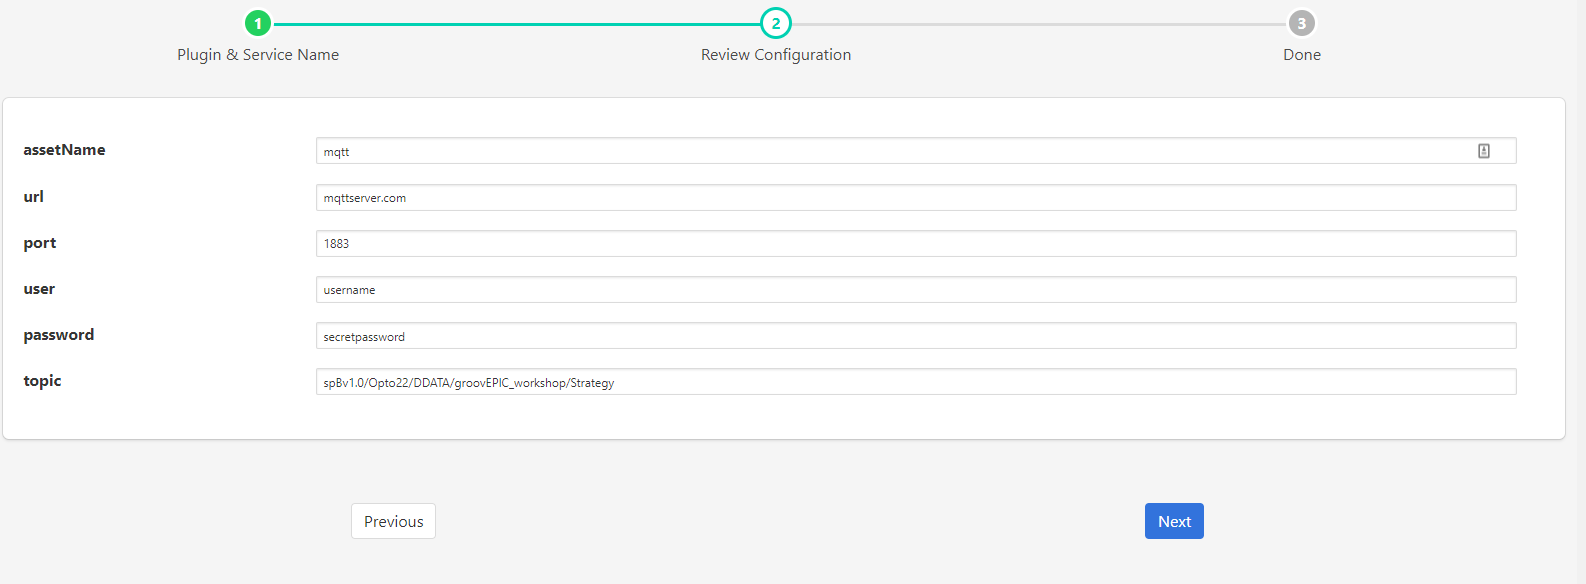 1 2 3
Plugin & Service Name Review Configuration Done
assetName mqtt
url mqttserver.com
port 1883
user username
password secretpassword
topic spBv1.0/Opto22/DDATA/groovEPIC_workshop/Strategy
Previous Next